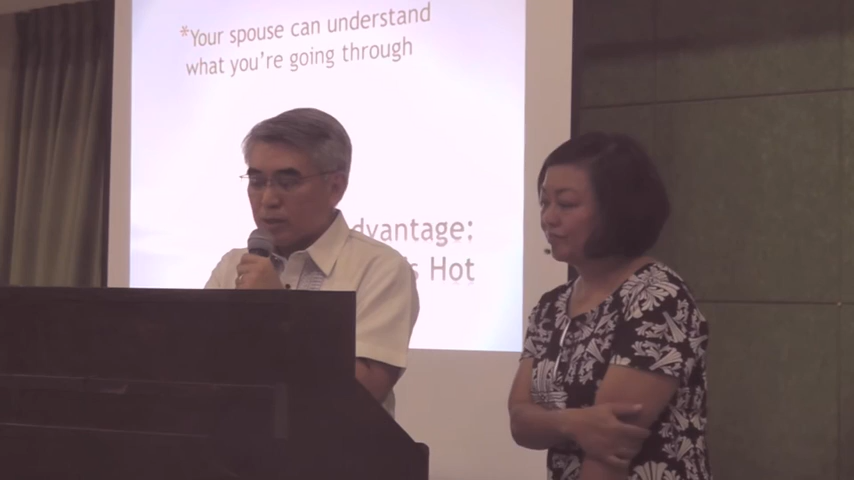 *Your spouse can understand
what you're going through
dvantage:
s Hot